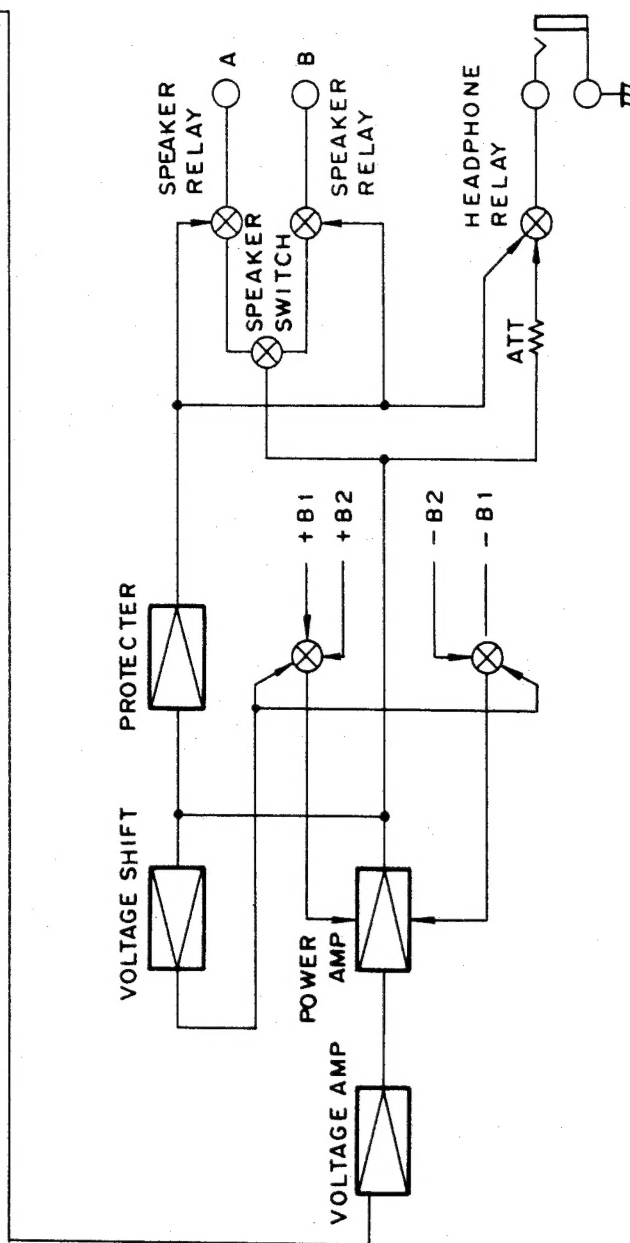 SPEAKER
RELAY
A
B
SPEAKER
SWITCH
SPEAKER
RELAY
HEADPHONE
RELAY
ATT
+B1
+B2
-B2
-B1
PROTECTER
VOLTAGE SHIFT
POWER
AMP
VOLTAGE AMP